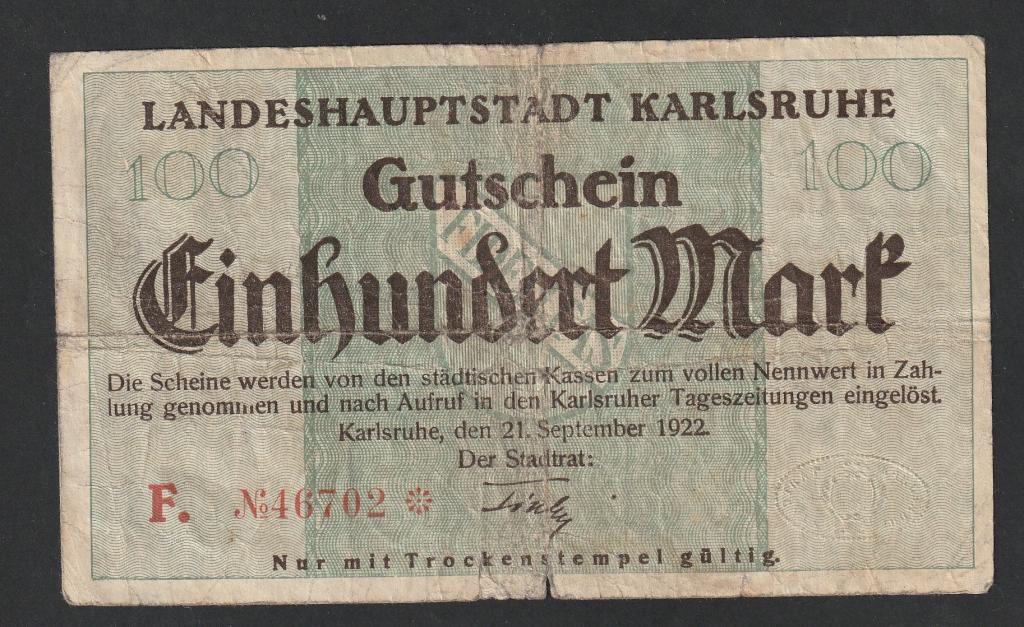 LANDESHAUPTSTADT KARLSRUHE
100 100
Gutschein
Einhundert Mark
Die Scheine werden von den städtischen Kassen zum vollen Nennwert in Zah-
lung genommen und nach Aufruf in den Karlsruher Tageszeitungen eingelöst.
Karlsruhe, den 21. September 1922.
Der Stadtrat:
F. №46702 ❊
Nur mit Trockenstempel gültig.